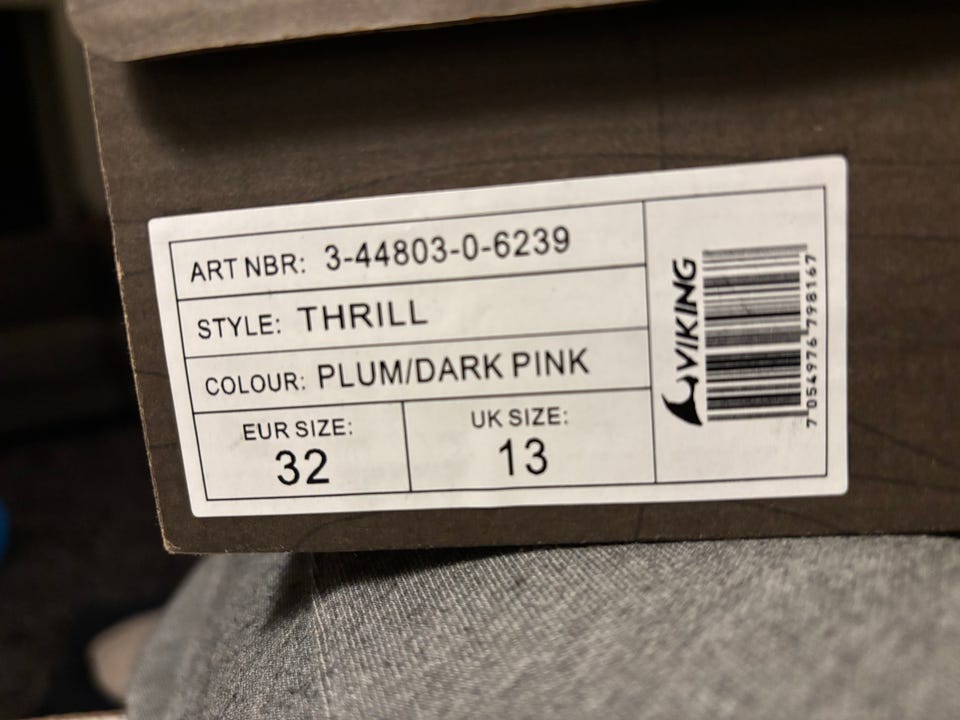 ART NBR: 3-44803-0-6239
STYLE: THRILL
COLOUR: PLUM/DARK PINK
EUR SIZE:
32
UK SIZE:
13
VIKING
7 054976 798167